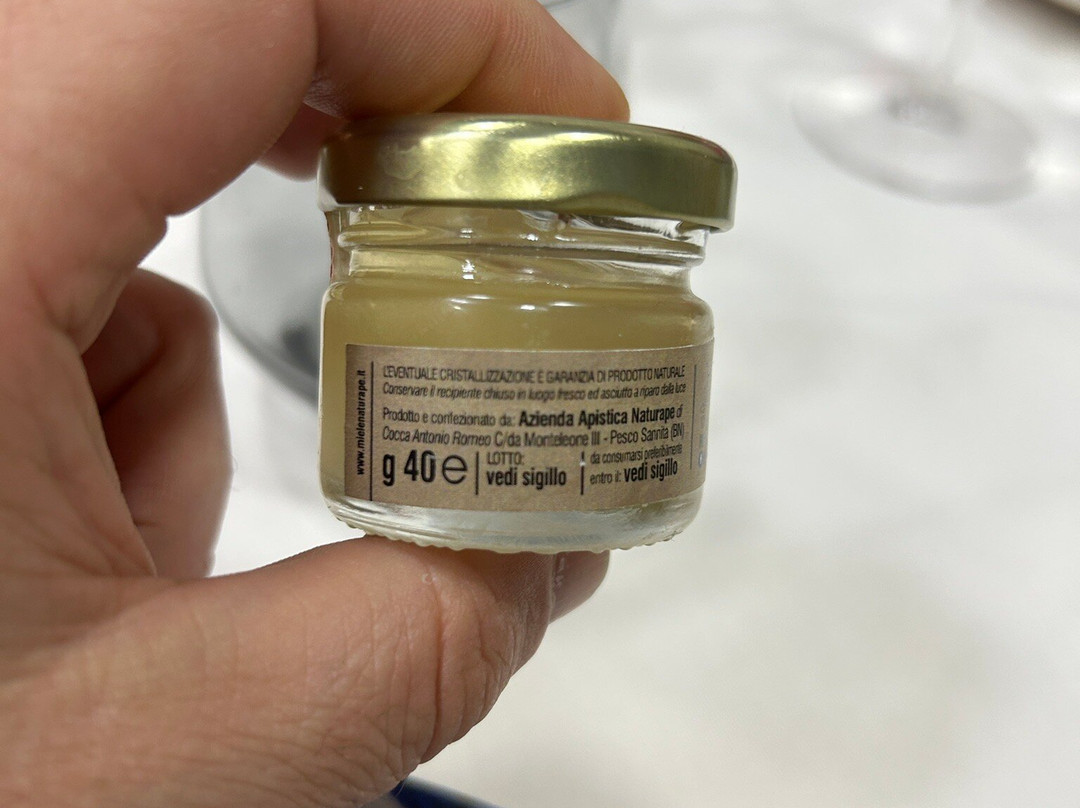 www.mielenaturape.it
L'EVENTUALE CRISTALLIZZAZIONE È GARANZIA DI PRODOTTO NATURALE
Conservare il recipiente chiuso in luogo fresco ed asciutto a riparo dalla luce
Prodotto e confezionato da: Azienda Apistica Naturape di
Cocca Antonio Romeo C/da Monteleone III - Pesco Sannita (BN)
g 40 e
LOTTO:
vedi sigillo
da consumarsi preferibilmente
entro il: vedi sigillo